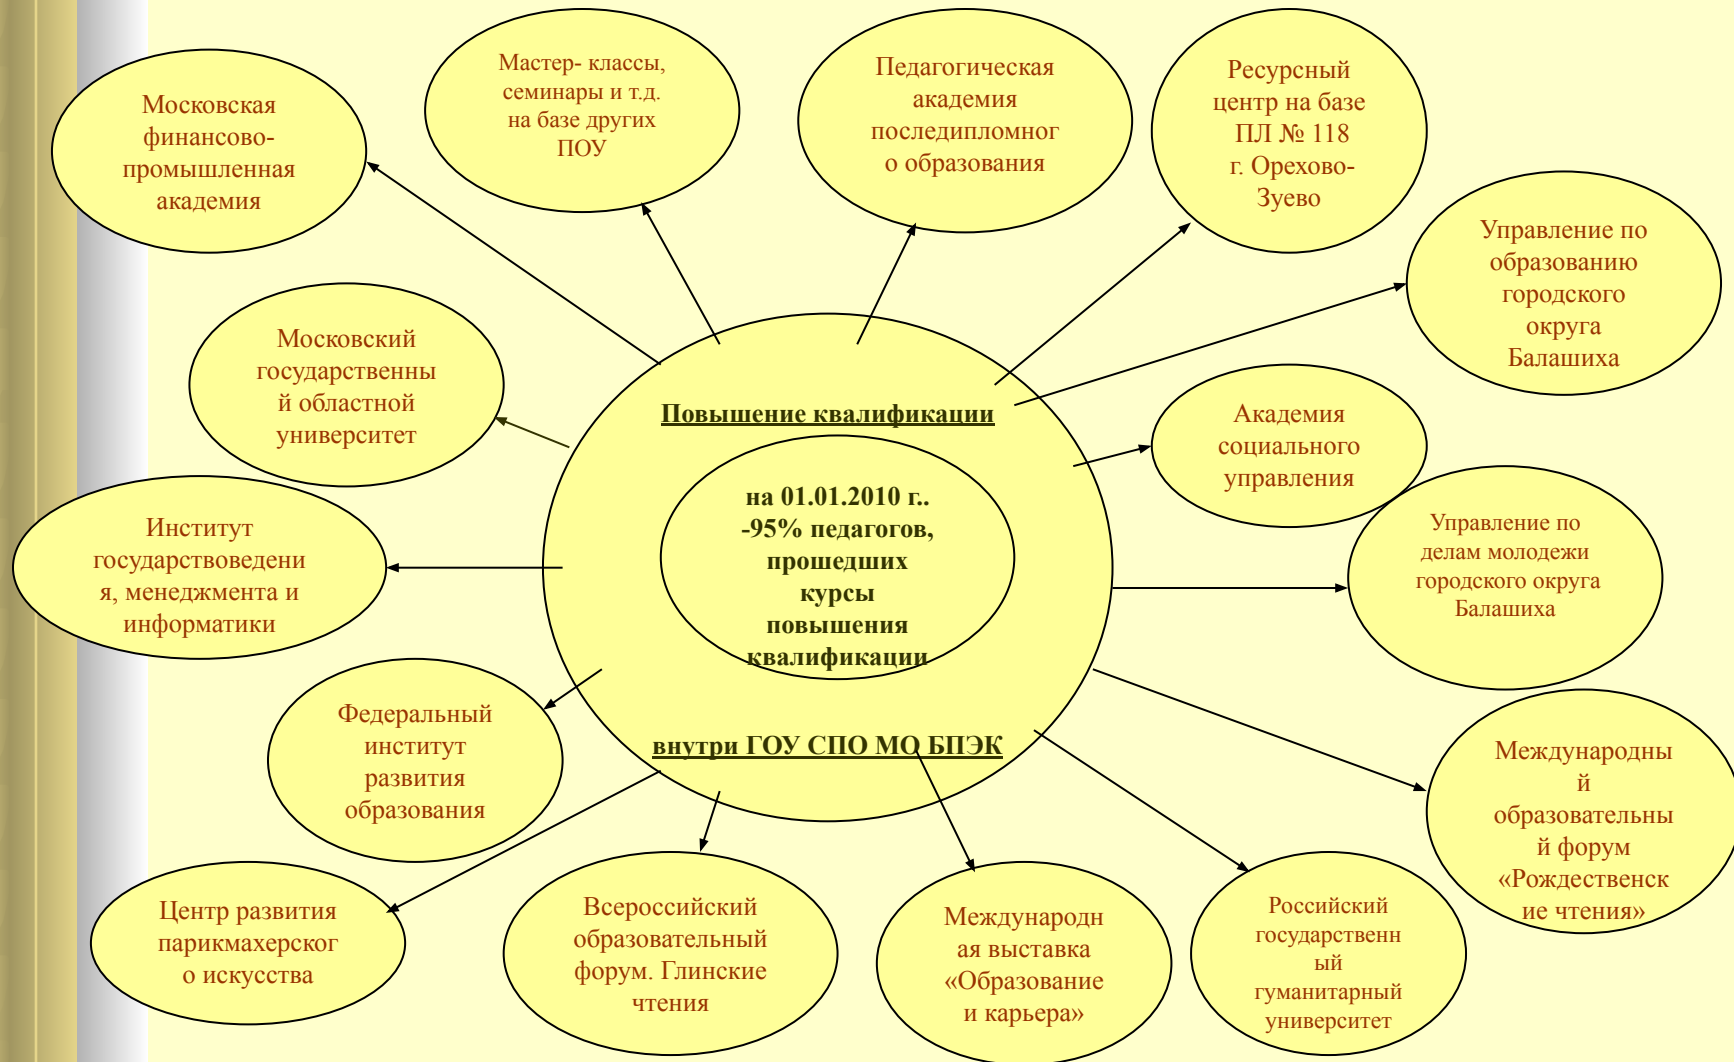 Московская
финансово-
промышленная
академия
Мастер- классы,
семинары и т.д.
на базе других
ПОУ
Педагогическая
академия
последипломног
о образования
Ресурсный
центр на базе
ПЛ № 118
г. Орехово-
Зуево
Управление по
образованию
городского
округа
Балашиха
Московский
государственны
й областной
университет
Повышение квалификации
Академия
социального
управления
на 01.01.2010 г..
-95% педагогов,
прошедших
курсы
повышения
квалификации
Институт
государствоведени
я, менеджмента и
информатики
Управление по
делам молодежи
городского округа
Балашиха
Федеральный
институт
развития
образования
внутри ГОУ СПО МО БПЭК
Международны
й
образовательны
й форум
«Рождественск
ие чтения»
Центр развития
парикмахерског
о искусства
Всероссийский
образовательный
форум. Глинские
чтения
Международн
ая выставка
«Образование
и карьера»
Российский
государственн
ый
гуманитарный
университет